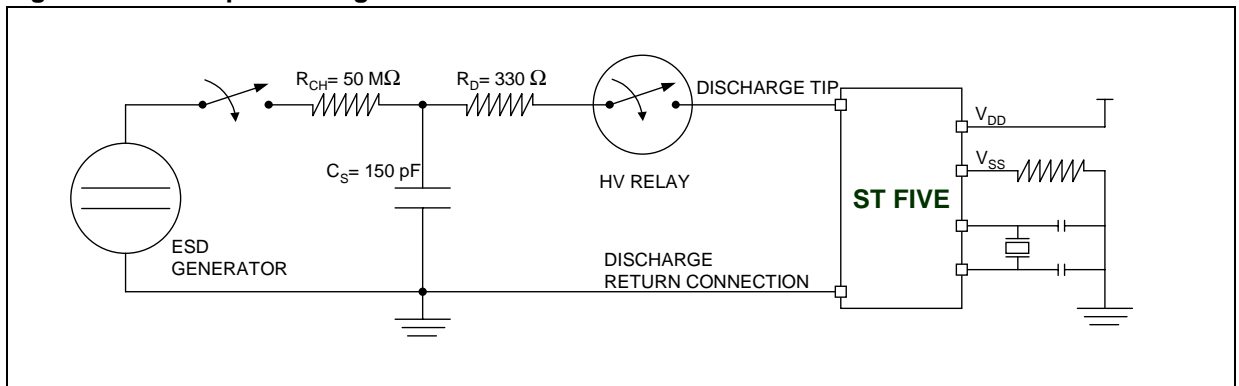 R_CH= 50 MΩ
R_D= 330 Ω
DISCHARGE TIP
V_DD
C_S= 150 pF
HV RELAY
V_SS
ST FIVE
ESD
GENERATOR
DISCHARGE
RETURN CONNECTION